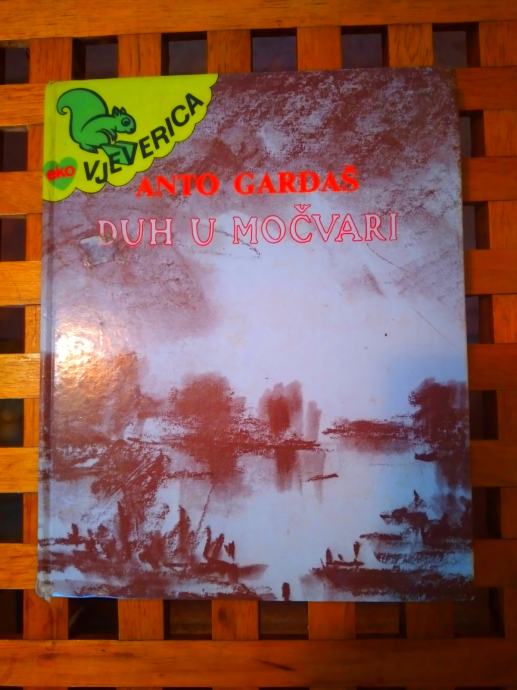 eko VJEVERICA
ANTO GARDAŠ
DUH U MOČVARI